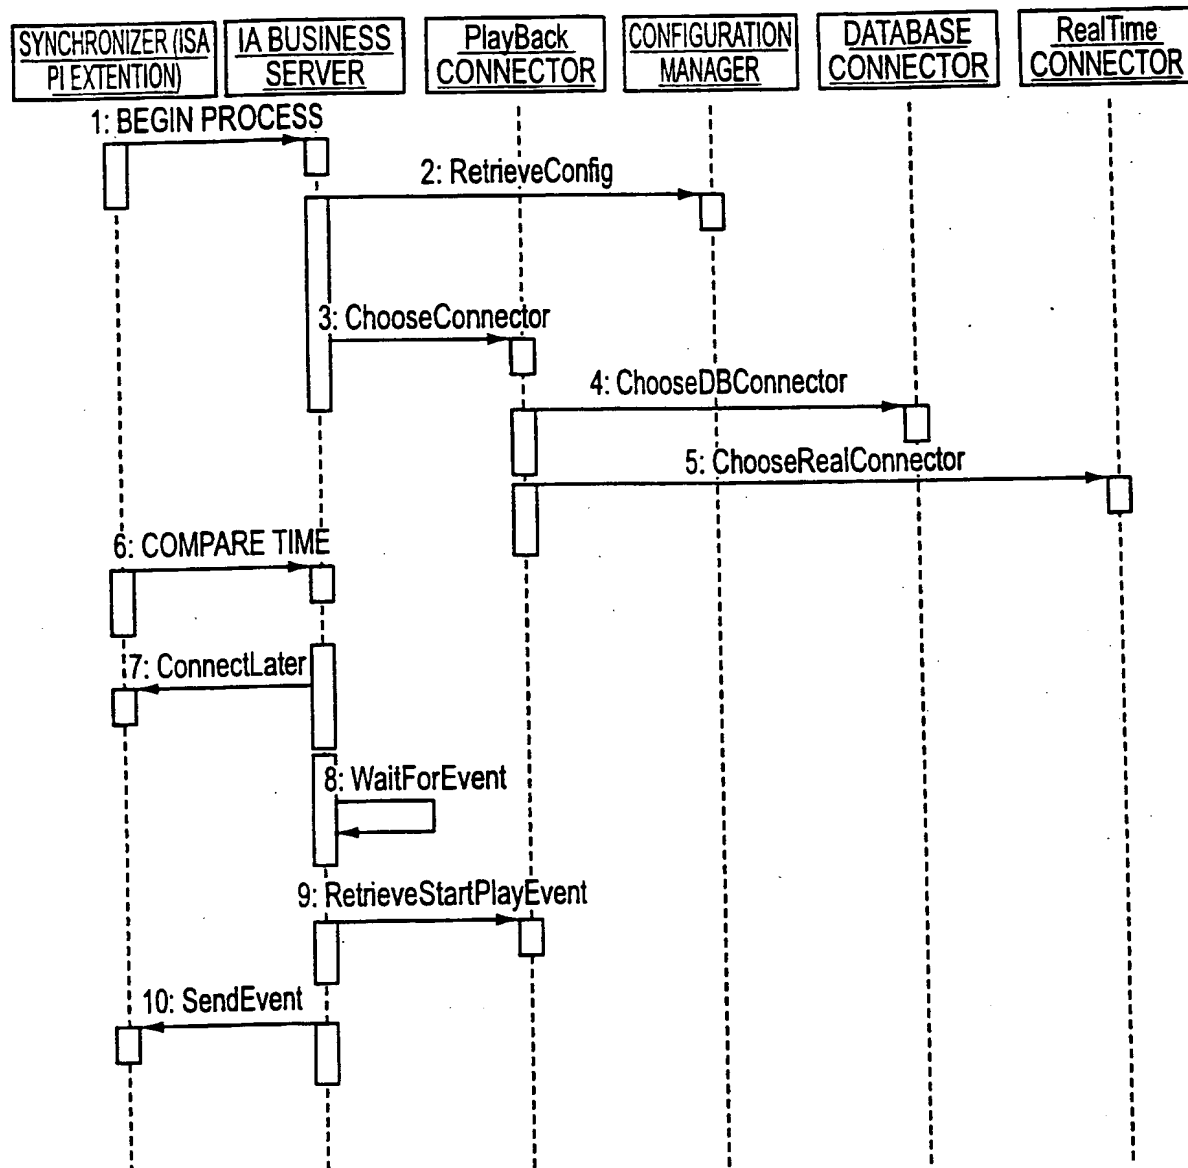 SYNCHRONIZER (ISA
PI EXTENTION)
IA BUSINESS
SERVER
PlayBack
CONNECTOR
CONFIGURATION
MANAGER
DATABASE
CONNECTOR
RealTime
CONNECTOR
1: BEGIN PROCESS
2: RetrieveConfig
3: ChooseConnector
4: ChooseDBConnector
5: ChooseRealConnector
6: COMPARE TIME
7: ConnectLater
8: WaitForEvent
9: RetrieveStartPlayEvent
10: SendEvent